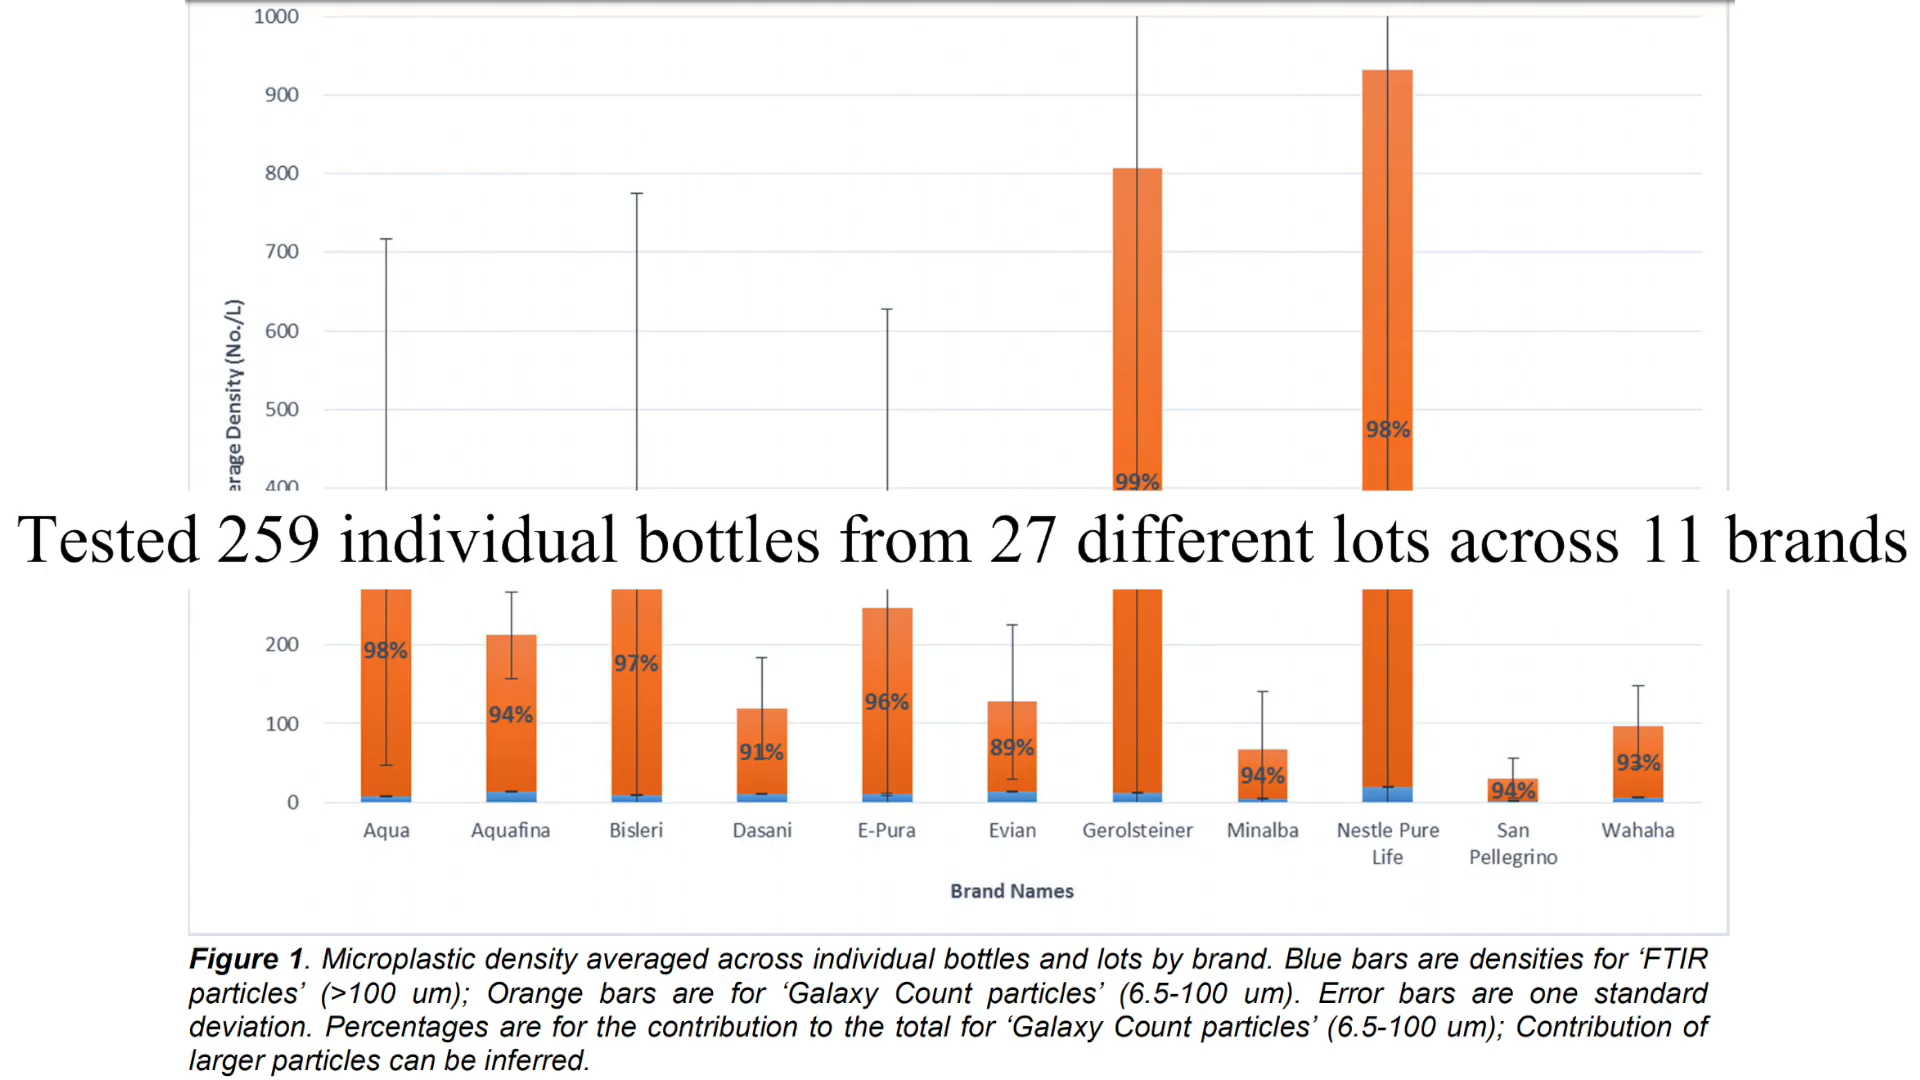 1000
900
800
700
600
500
400
200
100
0
erage Density (No./L)
99%
98%
Tested 259 individual bottles from 27 different lots across 11 brands
98%
94%
97%
91%
96%
89%
94%
94%
93%
Aqua
Aquafina
Bisleri
Dasani
E-Pura
Evian
Gerolsteiner
Minalba
Nestle Pure
Life
San
Pellegrino
Wahaha
Brand Names
Figure 1. Microplastic density averaged across individual bottles and lots by brand. Blue bars are densities for ‘FTIR
particles’ (>100 um); Orange bars are for ‘Galaxy Count particles’ (6.5-100 um). Error bars are one standard
deviation. Percentages are for the contribution to the total for ‘Galaxy Count particles’ (6.5-100 um); Contribution of
larger particles can be inferred.